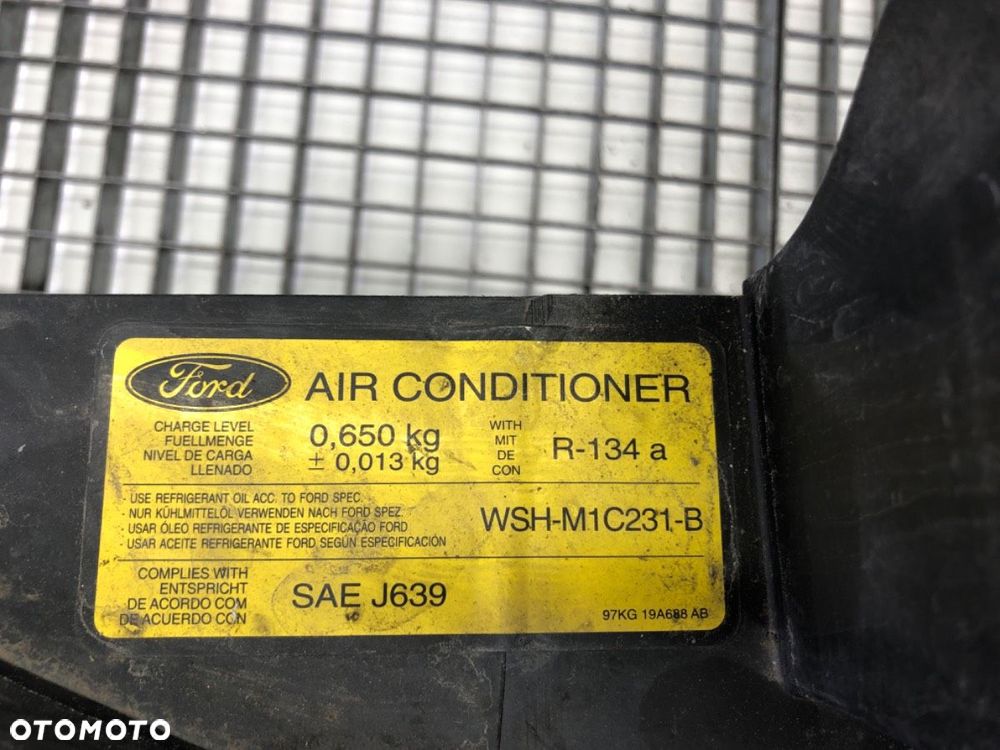 Ford AIR CONDITIONER
CHARGE LEVEL
FUELLMENGE
NIVEL DE CARGA
LLENADO
0,650 kg
± 0,013 kg
WITH
MIT
DE
CON
R-134 a
· USE REFRIGERANT OIL ACC. TO FORD SPEC.
· NUR KÜHLMITTELÖL VERWENDEN NACH FORD SPEZ.
· USAR ÓLEO REFRIGERANTE DE ESPECIFICAÇÃO FORD
· USAR ACEITE REFRIGERANTE FORD SEGÚN ESPECIFICACIÓN
WSH-M1C231-B
COMPLIES WITH
ENTSPRICHT
DE ACORDO COM
DE ACUERDO CON
SAE J639
97KG 19A688 AB
OTOMOTO